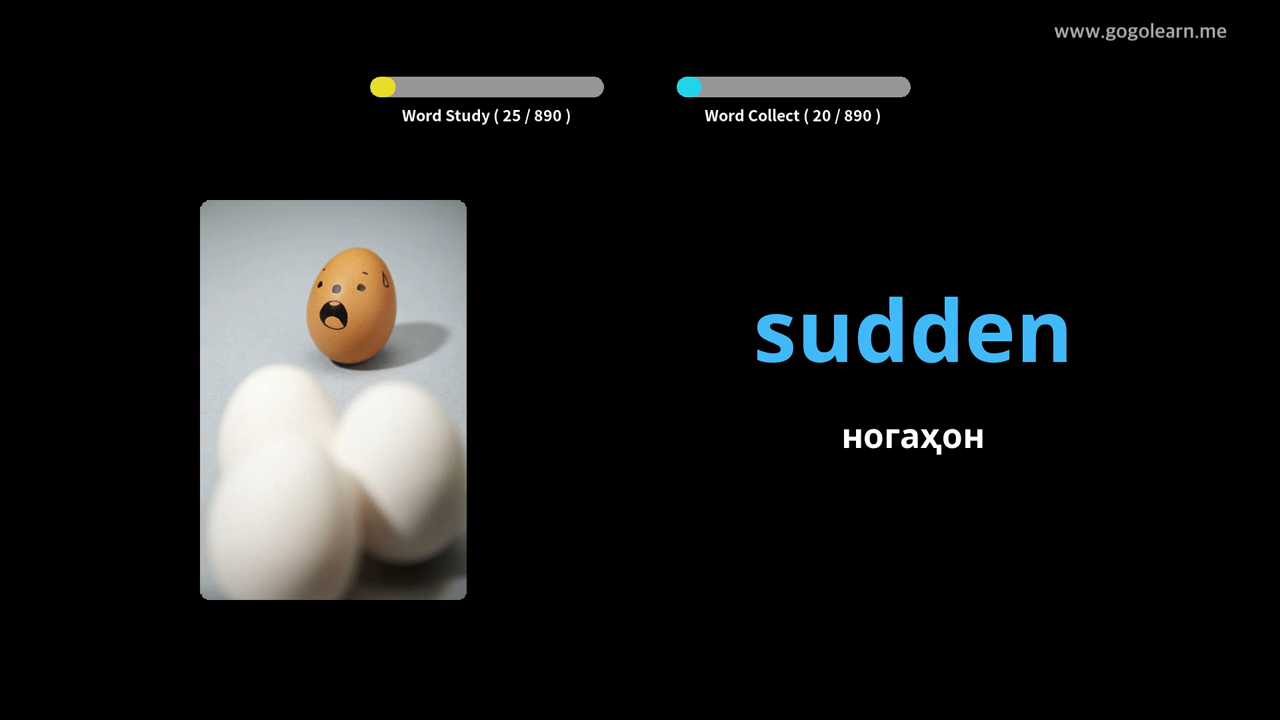 www.gogolearn.me
Word Study ( 25 / 890 )
Word Collect ( 20 / 890 )
sudden
ногаҳон